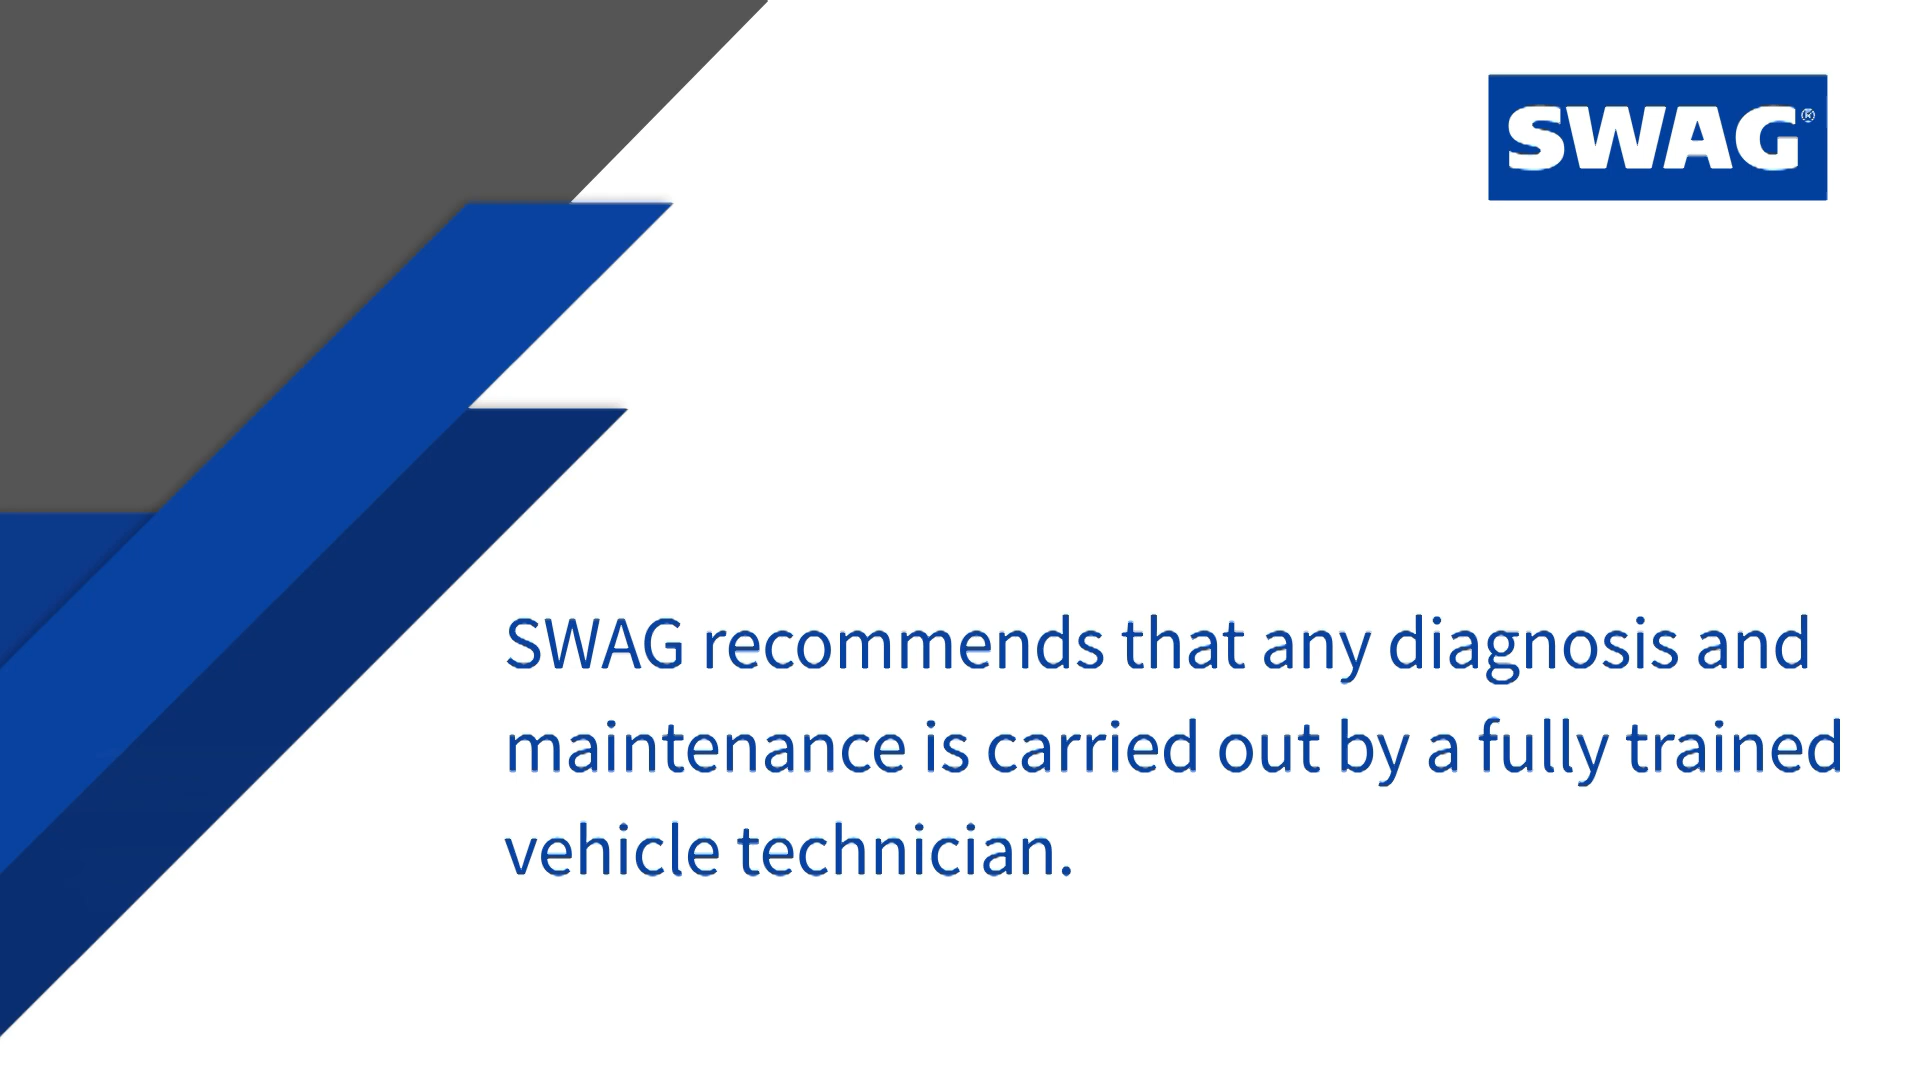 SWAG®
SWAG recommends that any diagnosis and
maintenance is carried out by a fully trained
vehicle technician.